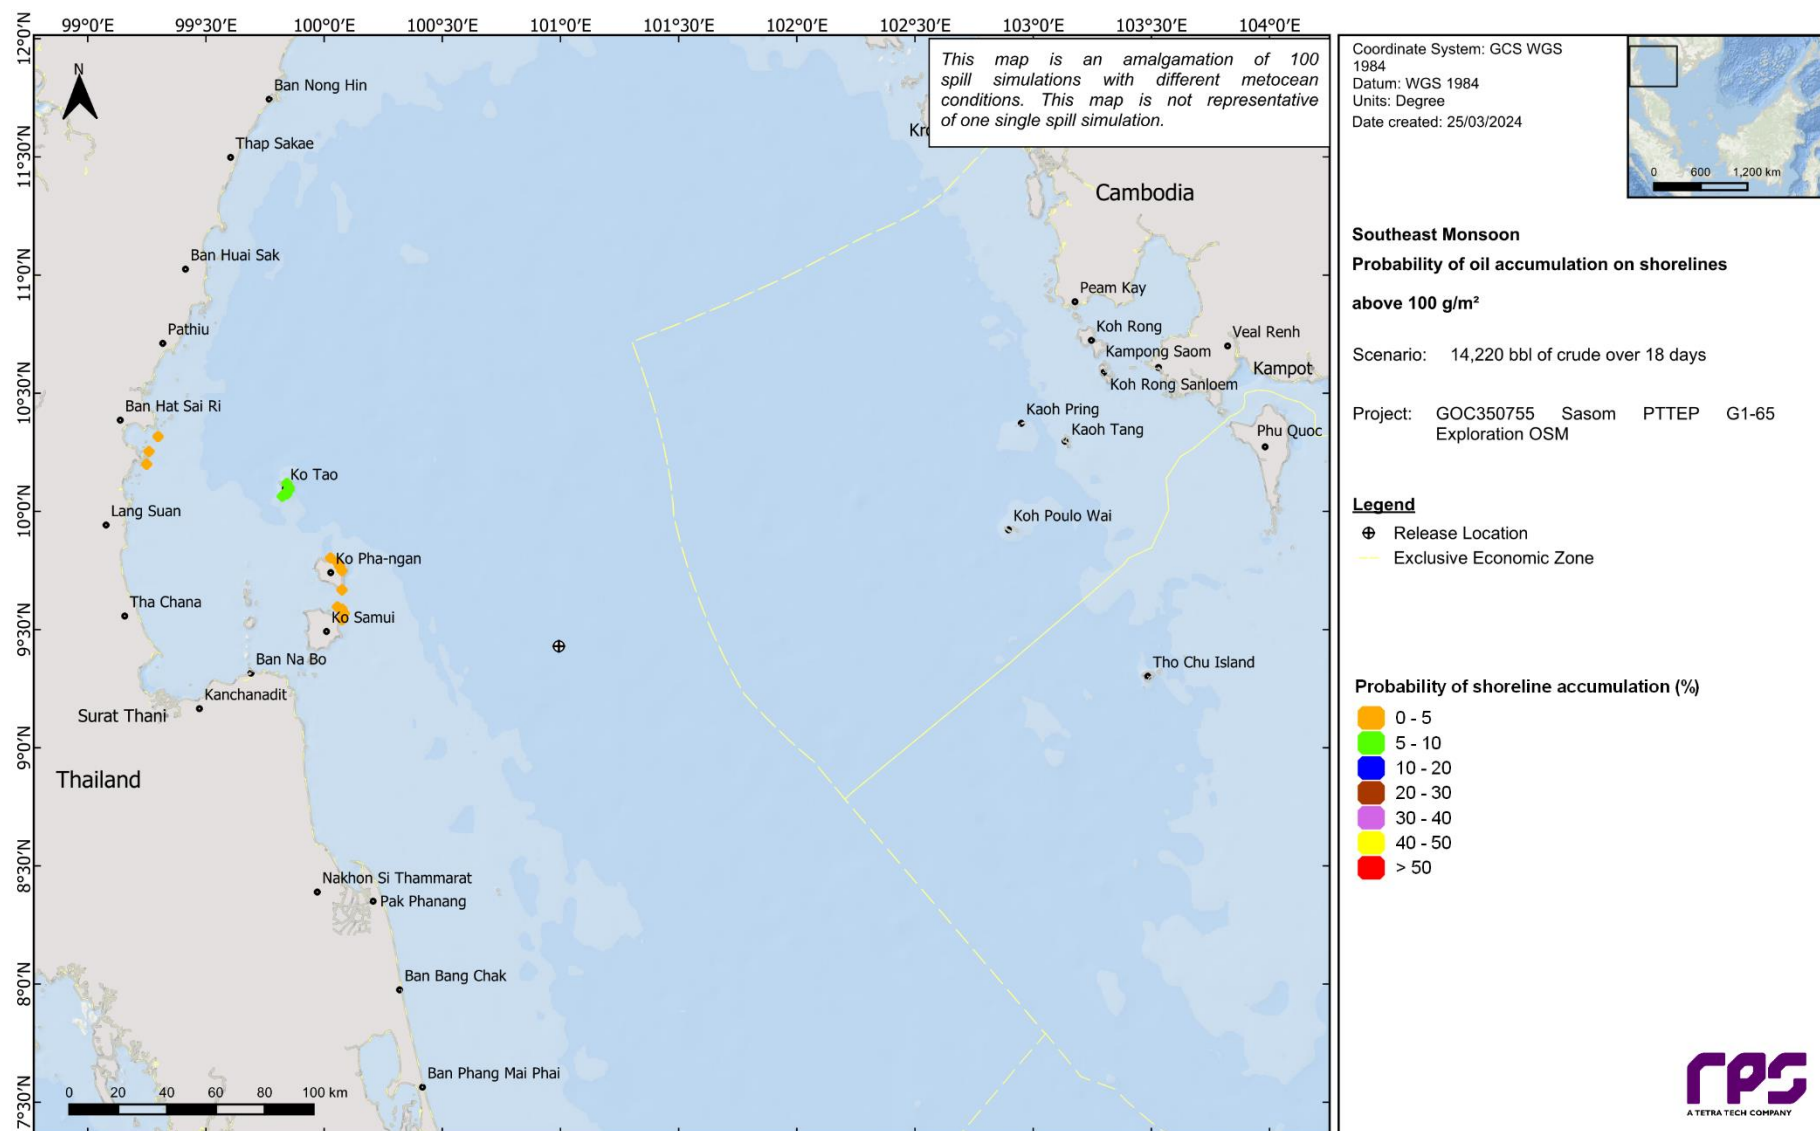 99°0'E 99°30'E 100°0'E 100°30'E 101°0'E 101°30'E 102°0'E 102°30'E 103°0'E 103°30'E 104°0'E
12°0'N
11°30'N
11°0'N
10°30'N
10°0'N
9°30'N
9°0'N
8°30'N
8°0'N
7°30'N
N
This map is an amalgamation of 100
spill simulations with different metocean
conditions. This map is not representative
of one single spill simulation.
Ban Nong Hin
Thap Sakae
Kro
Cambodia
Ban Huai Sak
Peam Kay
Pathiu
Koh Rong
Veal Renh
Kampong Saom
Kampot
Koh Rong Sanloem
Ban Hat Sai Ri
Kaoh Pring
Kaoh Tang
Phu Quoc
Ko Tao
Lang Suan
Koh Poulo Wai
Ko Pha-ngan
Tha Chana
Ko Samui
Ban Na Bo
Tho Chu Island
Kanchanadit
Surat Thani
Thailand
Nakhon Si Thammarat
Pak Phanang
Ban Bang Chak
Ban Phang Mai Phai
0 20 40 60 80 100 km
Coordinate System: GCS WGS
1984
Datum: WGS 1984
Units: Degree
Date created: 25/03/2024
0 600 1,200 km
Southeast Monsoon
Probability of oil accumulation on shorelines
above 100 g/m²
Scenario: 14,220 bbl of crude over 18 days
Project: GOC350755 Sasom PTTEP G1-65
Exploration OSM
Legend
Release Location
Exclusive Economic Zone
Probability of shoreline accumulation (%)
0 - 5
5 - 10
10 - 20
20 - 30
30 - 40
40 - 50
> 50
rps
A TETRA TECH COMPANY